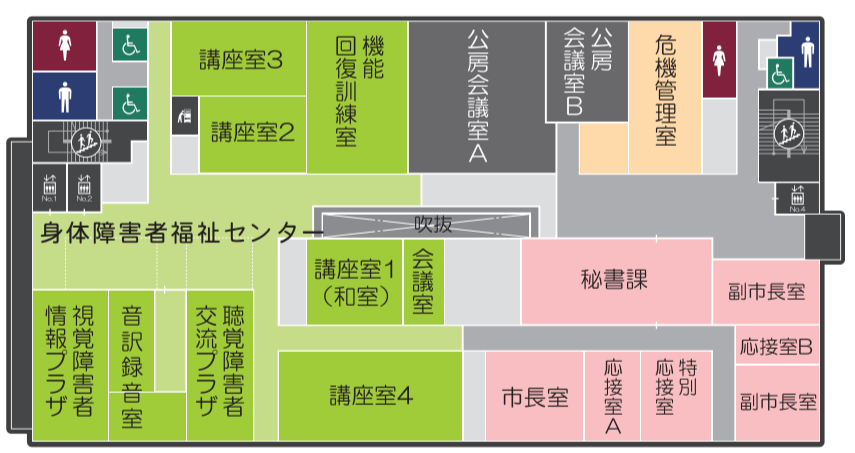 講座室3
機能
回復訓練室
公房会議室A
公房
会議室B
危機管理室
講座室2
No.1
No.2
No.4
身体障害者福祉センター
吹抜
講座室1
（和室）
会議室
秘書課
副市長室
視覚障害者
情報プラザ
音訳録音室
聴覚障害者
交流プラザ
講座室4
市長室
応接室A
特別
応接室
応接室B
副市長室